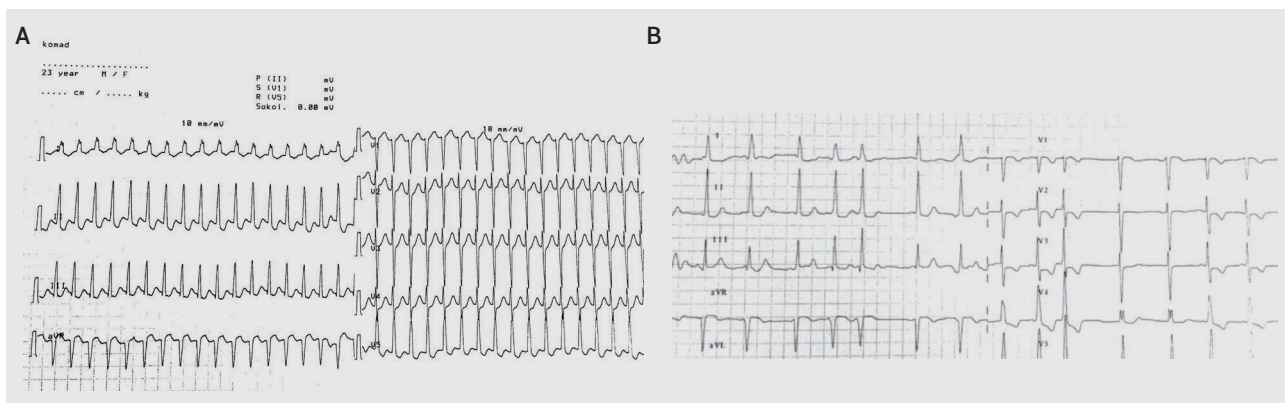 A
B
komad
23 year M / F
..... cm / ..... kg
P (II) mV
S (V1) mV
R (V5) mV
Sokol. 0.00 mV
10 mm/mV
10 mm/mV
II
III
aVR
V1
V2
V3
V4
V5
I
II
III
aVR
aVL
V1
V2
V3
V4
V5